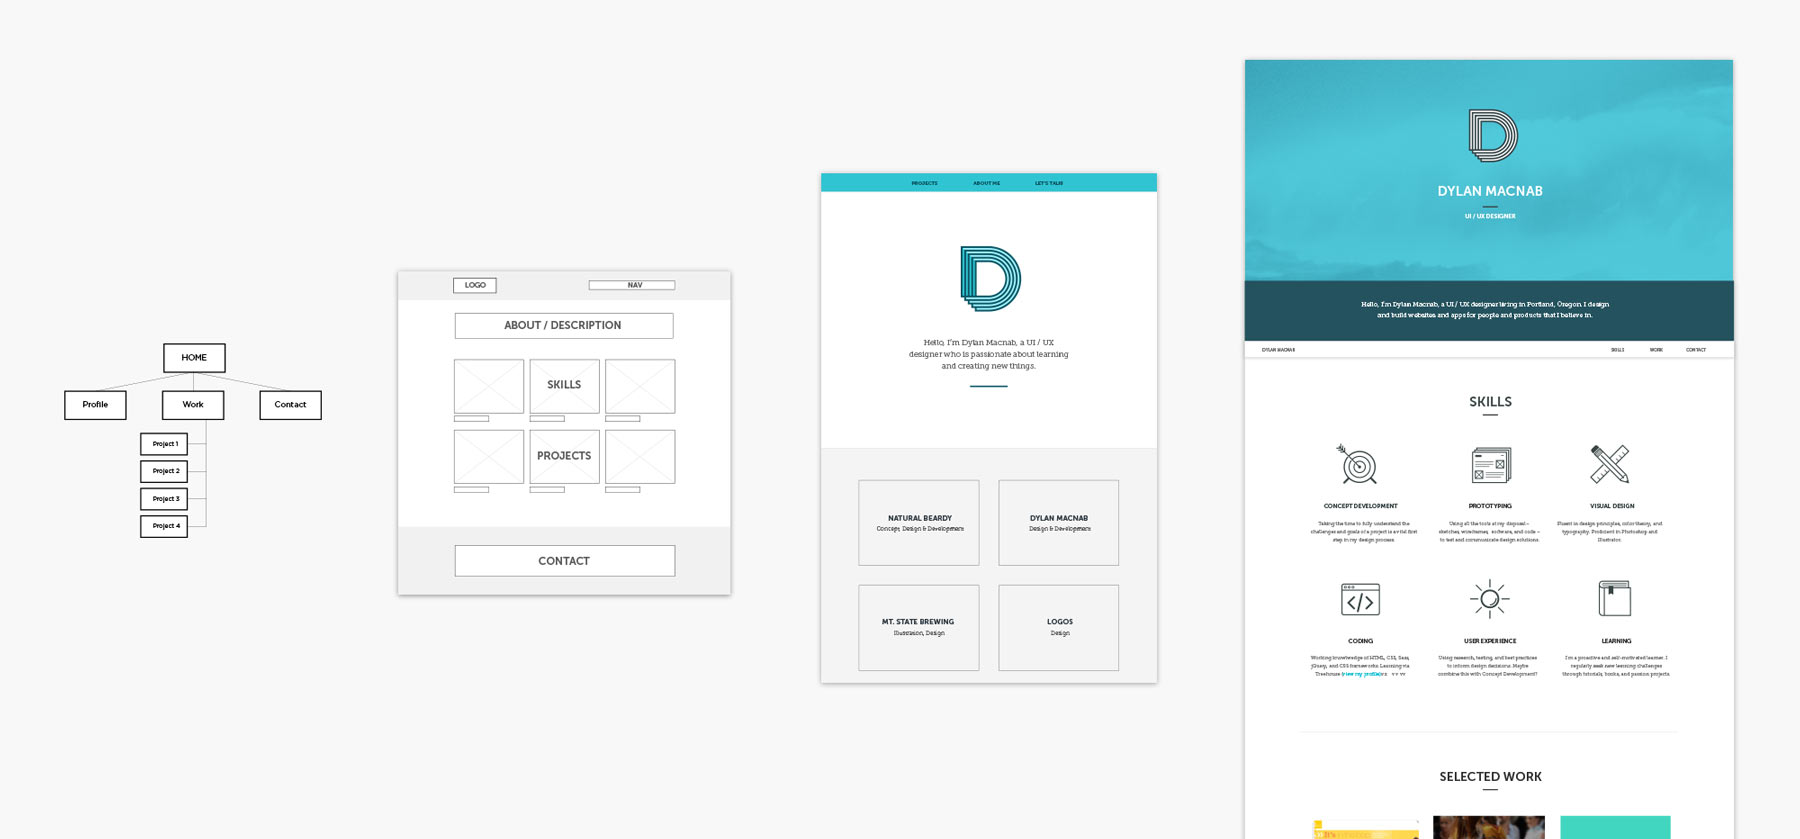 HOME
Profile
Work
Contact
Project 1
Project 2
Project 3
Project 4
LOGO
NAV
ABOUT / DESCRIPTION
SKILLS
PROJECTS
CONTACT
PROJECTS
ABOUT ME
LET'S TALK!
D
Hello, I'm Dylan Macnab, a UI / UX
designer who is passionate about learning
and creating new things.
NATURAL BEARDY
Concept, Design & Development
DYLAN MACNAB
Design & Development
MT. STATE BREWING
Illustration, Design
LOGOS
Design
D
DYLAN MACNAB
UI / UX DESIGNER
Hello, I'm Dylan Macnab, a UI / UX designer living in Portland, Oregon. I design
and build websites and apps for people and products that I believe in.
DYLAN MACNAB
SKILLS
WORK
CONTACT
SKILLS
CONCEPT DEVELOPMENT
Taking the time to fully understand the
challenges and goals of a project is a vital first
step in my design process.
PROTOTYPING
Using all the tools at my disposal –
sketches, wireframes, software, and code –
to test and communicate design solutions.
VISUAL DESIGN
Fluent in design principles, color theory, and
typography. Proficient in Photoshop and
Illustrator.
</> 
CODING
Working knowledge of HTML, CSS, Sass,
jQuery, and CSS frameworks. Learning via
Treehouse (view my profile)
USER EXPERIENCE
Using research, testing, and best practices
to inform design decisions. Maybe
combine this with Concept Development?
LEARNING
I'm a proactive and self-motivated learner. I
regularly seek new learning challenges
through tutorials, books, and passion projects.
SELECTED WORK